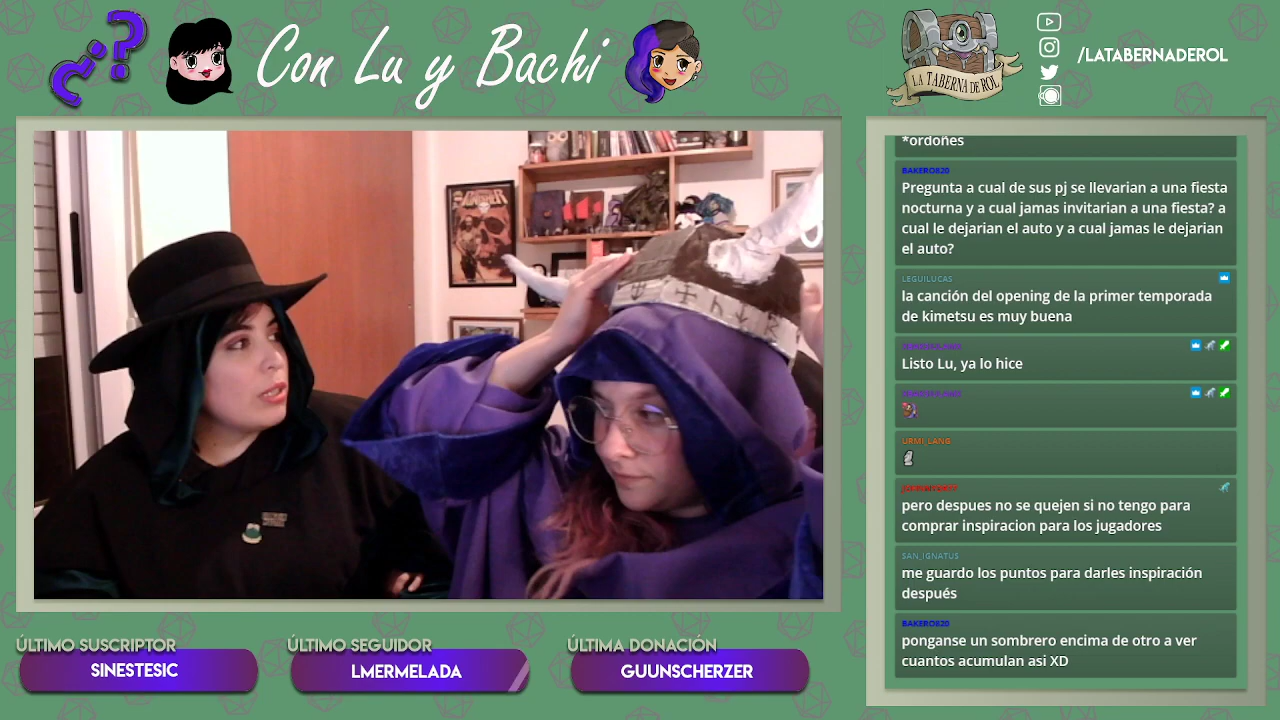 ¿?
Con Lu y Bachi
LA TABERNA DE ROL
/LATABERNADEROL
*ordoñes
BAKERO820
Pregunta a cual de sus pj se llevarian a una fiesta
nocturna y a cual jamas invitarian a una fiesta? a
cual le dejarian el auto y a cual jamas le dejarian
el auto?
LEGUILUCAS
la canción del opening de la primer temporada
de kimetsu es muy buena
Listo Lu, ya lo hice
URMI_LANG
pero despues no se quejen si no tengo para
comprar inspiracion para los jugadores
SAN_IGNATUS
me guardo los puntos para darles inspiración
después
BAKERO820
ponganse un sombrero encima de otro a ver
cuantos acumulan asi XD
ÚLTIMO SUSCRIPTOR
SINESTESIC
ÚLTIMO SEGUIDOR
LMERMELADA
ÚLTIMA DONACIÓN
GUUNSCHERZER